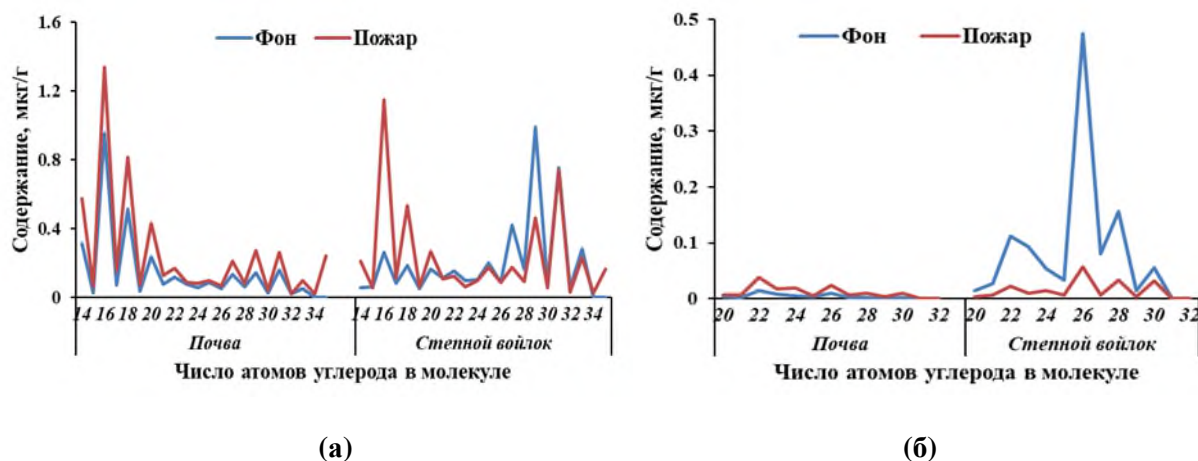 Фон Пожар
Содержание, мкг/г
1.6
1.2
0.8
0.4
0
14 16 18 20 22 24 26 28 30 32 34 14 16 18 20 22 24 26 28 30 32 34
Почва Степной войлок
Число атомов углерода в молекуле
(а)
Фон Пожар
Содержание, мкг/г
0.5
0.4
0.3
0.2
0.1
0
20 22 24 26 28 30 32 20 22 24 26 28 30 32
Почва Степной войлок
Число атомов углерода в молекуле
(б)